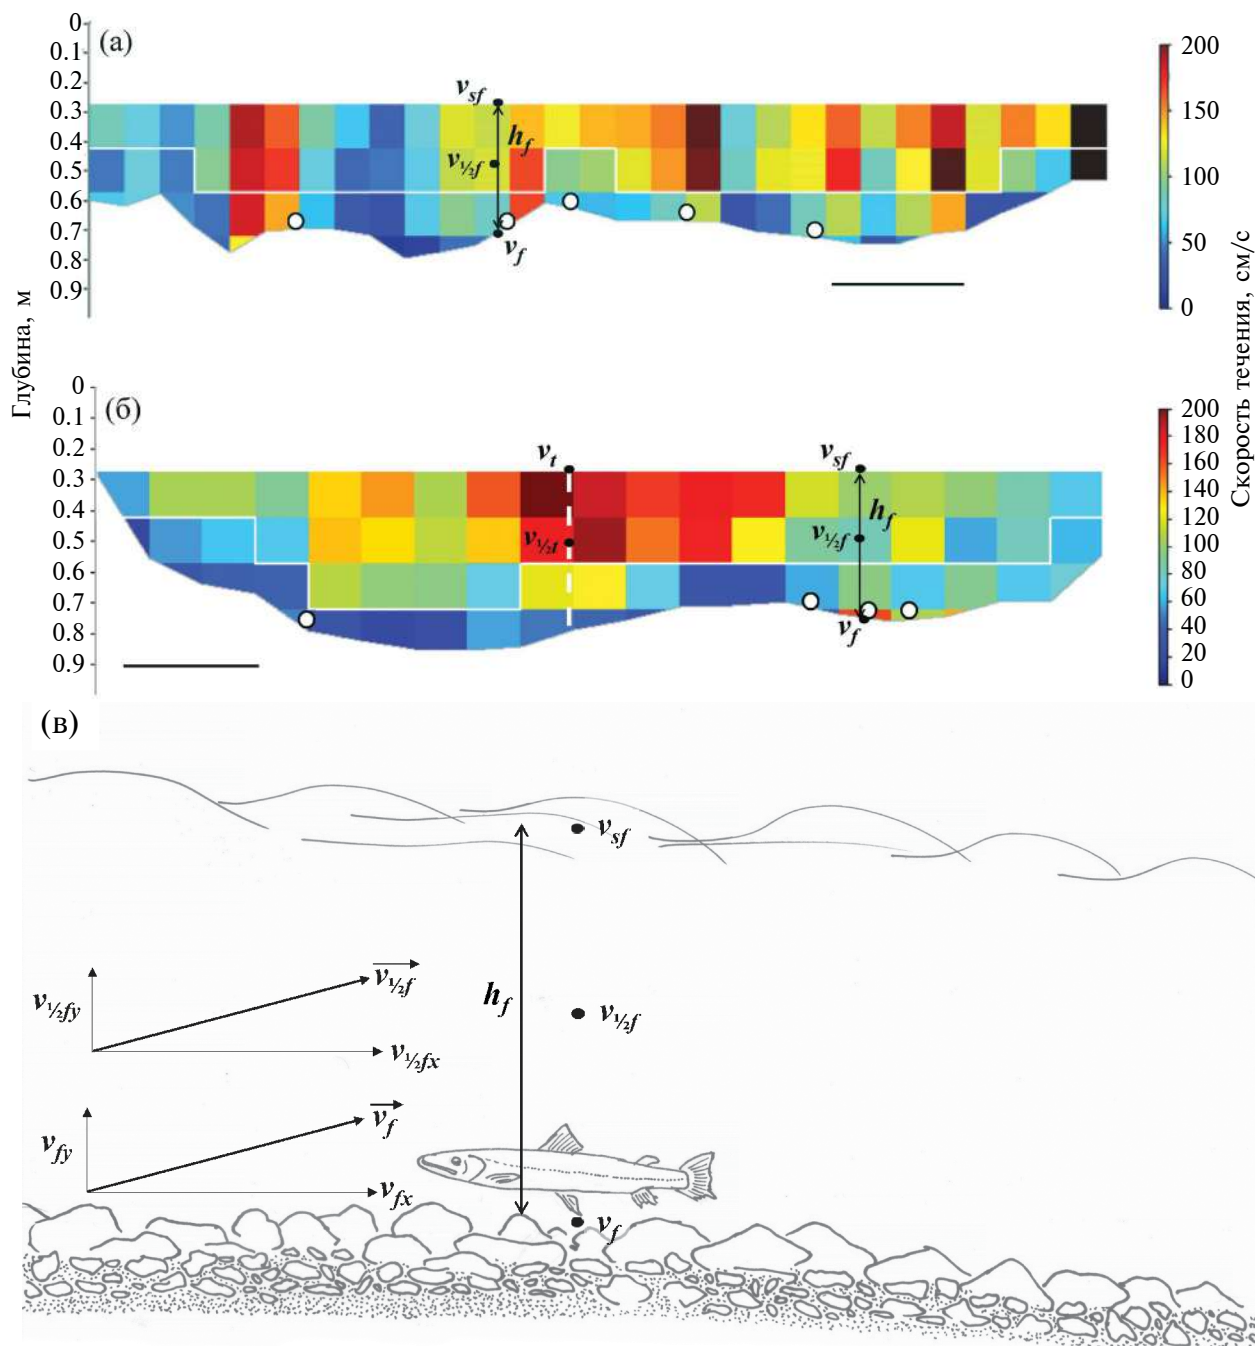 Глубина, м
Скорость течения, см/с
(а)
0
0.1
0.2
0.3
0.4
0.5
0.6
0.7
0.8
0.9
v_sf
h_f
v_½f
v_f
200
150
100
50
0
(б)
0
0.1
0.2
0.3
0.4
0.5
0.6
0.7
0.8
0.9
v_t
v_½t
v_sf
h_f
v_½f
v_f
200
180
160
140
120
100
80
60
40
20
0
(в)
v_sf
h_f
v_½f
v_½fy
v_½f
v_½fx
v_fy
v_f
v_fx
v_f